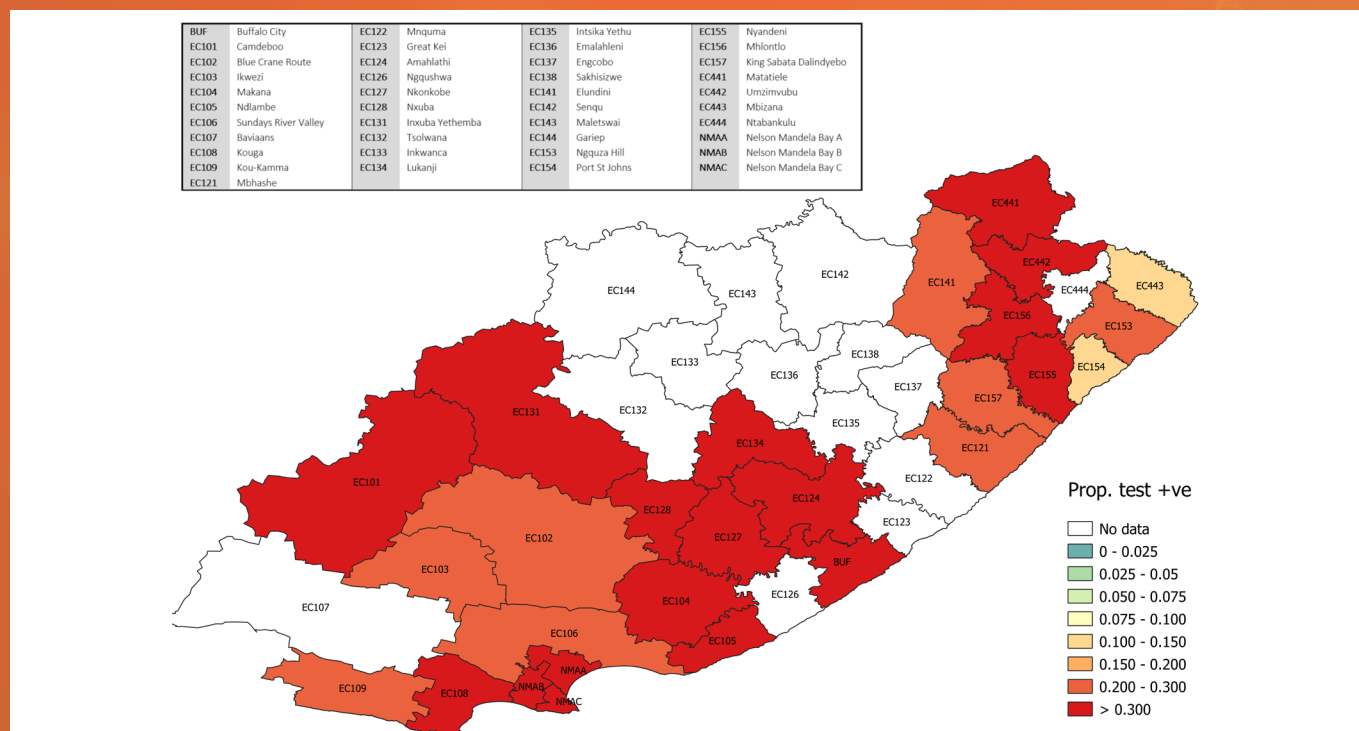 BUF Buffalo City EC122 Mnquma EC135 Intsika Yethu EC155 Nyandeni
EC101 Camdeboo EC123 Great Kei EC136 Emalahleni EC156 Mhlontlo
EC102 Blue Crane Route EC124 Amahlathi EC137 Engcobo EC157 King Sabata Dalindyebo
EC103 Ikwezi EC126 Ngqushwa EC138 Sakhisizwe EC441 Matatiele
EC104 Makana EC127 Nkonkobe EC141 Elundini EC442 Umzimvubu
EC105 Ndlambe EC128 Nxuba EC142 Senqu EC443 Mbizana
EC106 Sundays River Valley EC131 Inxuba Yethemba EC143 Maletswai EC444 Ntabankulu
EC107 Baviaans EC132 Tsolwana EC144 Gariep NMAA Nelson Mandela Bay A
EC108 Kouga EC133 Inkwanca EC153 Ngquza Hill NMAB Nelson Mandela Bay B
EC109 Kou-Kamma EC134 Lukanji EC154 Port St Johns NMAC Nelson Mandela Bay C
EC121 Mbhashe
EC441
EC442
EC142
EC141
EC443
EC444
EC144
EC143
EC156
EC153
EC138
EC133
EC154
EC136
EC155
EC137
EC157
EC132
EC131
EC135
EC134
EC121
EC122
EC101
EC124
EC128
EC123
EC102
EC127
BUF
EC103
EC126
EC104
EC107
EC106
EC105
NMAA
NMAB
EC109
EC108
NMAC
Prop. test +ve
No data
0 - 0.025
0.025 - 0.05
0.050 - 0.075
0.075 - 0.100
0.100 - 0.150
0.150 - 0.200
0.200 - 0.300
> 0.300